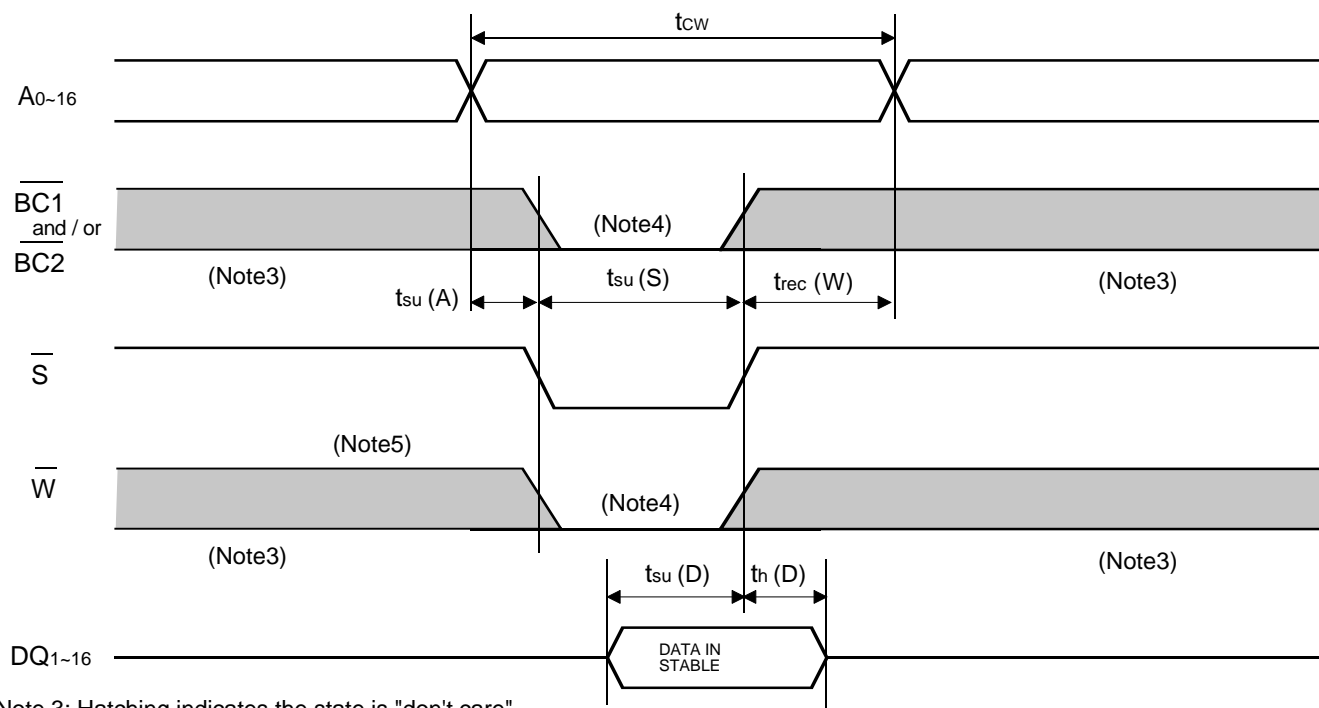 tCW
A0~16
BC1
and / or
BC2
(Note4)
(Note3)
tsu (A)
tsu (S)
trec (W)
(Note3)
S
(Note5)
W
(Note4)
(Note3)
(Note3)
tsu (D)
th (D)
DQ1~16
DATA IN
STABLE
Note 3: Hatching indicates the state is "don't care"